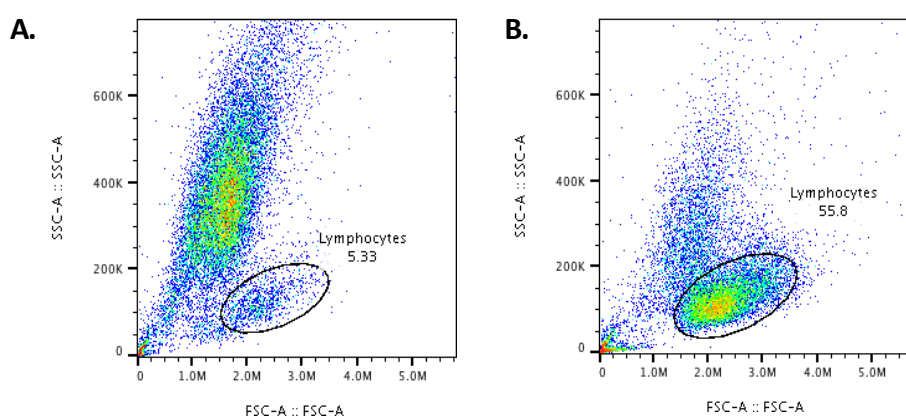 A.
SSC-A :: SSC-A
600K
400K
200K
0
Lymphocytes
5.33
0 1.0M 2.0M 3.0M 4.0M 5.0M
FSC-A :: FSC-A
B.
SSC-A :: SSC-A
600K
400K
200K
0
Lymphocytes
55.8
0 1.0M 2.0M 3.0M 4.0M 5.0M
FSC-A :: FSC-A